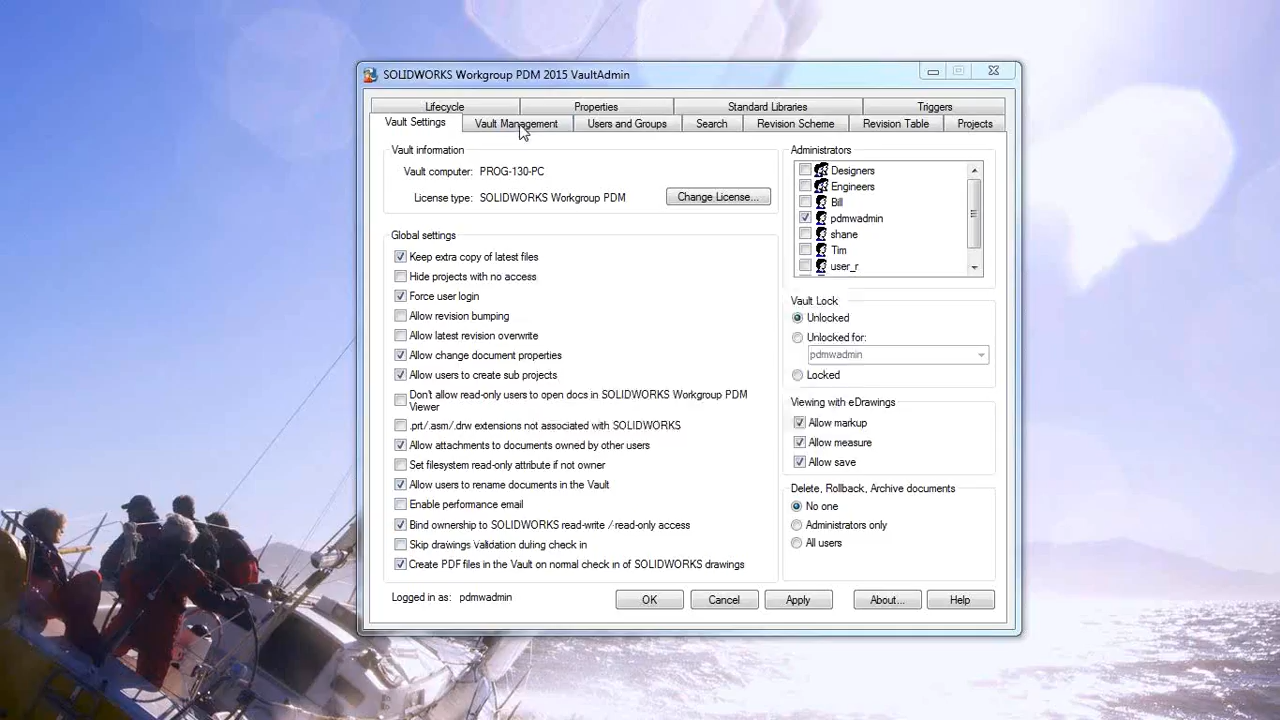 SOLIDWORKS Workgroup PDM 2015 VaultAdmin
Lifecycle
Properties
Standard Libraries
Triggers
Vault Settings
Vault Management
Users and Groups
Search
Revision Scheme
Revision Table
Projects
Vault information
Vault computer: PROG-130-PC
License type: SOLIDWORKS Workgroup PDM
Change License...
Global settings
Keep extra copy of latest files
Hide projects with no access
Force user login
Allow revision bumping
Allow latest revision overwrite
Allow change document properties
Allow users to create sub projects
Don't allow read-only users to open docs in SOLIDWORKS Workgroup PDM
Viewer
.prt/.asm/.drw extensions not associated with SOLIDWORKS
Allow attachments to documents owned by other users
Set filesystem read-only attribute if not owner
Allow users to rename documents in the Vault
Enable performance email
Bind ownership to SOLIDWORKS read-write / read-only access
Skip drawings Validation duling check in
Create PDF files in the Vault on normal check in of SOLIDWORKS drawings
Administrators
Designers
Engineers
Bill
pdmwadmin
shane
Tim
user_r
Vault Lock
Unlocked
Unlocked for:
pdmwadmin
Locked
Viewing with eDrawings
Allow markup
Allow measure
Allow save
Delete, Rollback, Archive documents
No one
Administrators only
All users
Logged in as: pdmwadmin
OK
Cancel
Apply
About...
Help